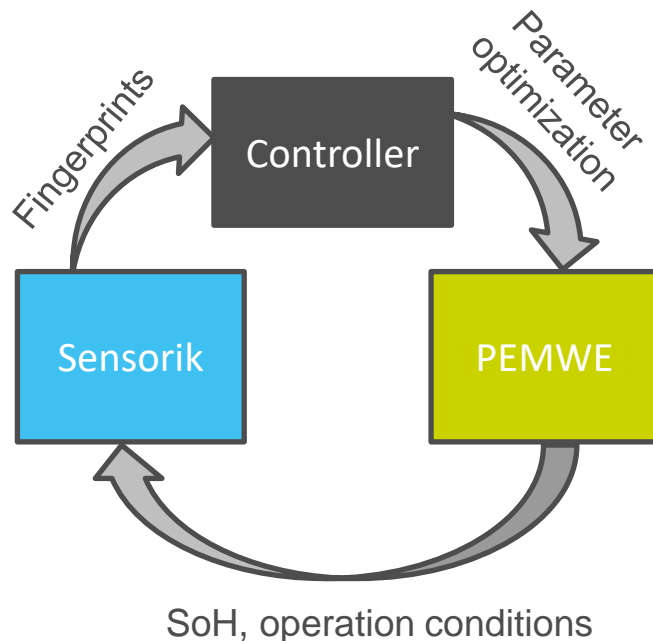 Fingerprints
Controller
Parameter
optimization
Sensorik
PEMWE
SoH, operation conditions